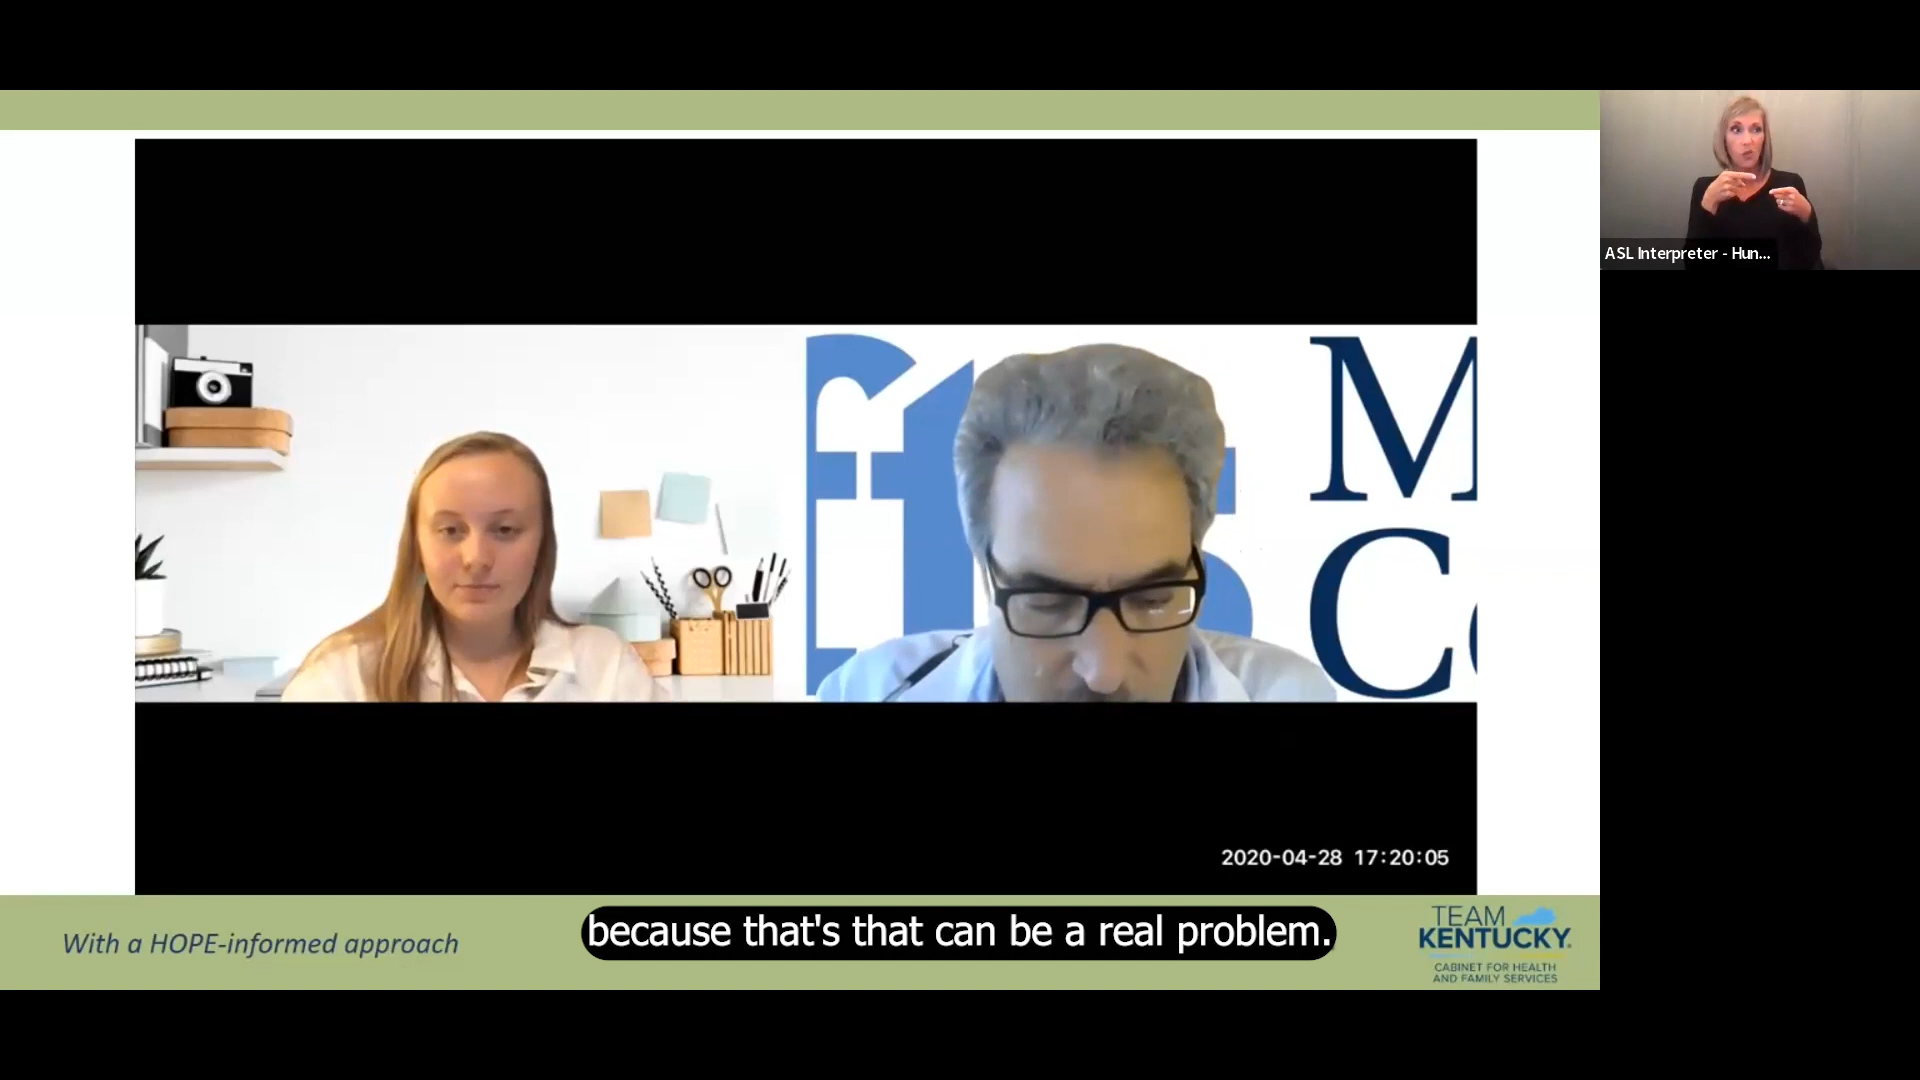 ASL Interpreter - Hun...
M
C
2020-04-28 17:20:05
With a HOPE-informed approach
because that's that can be a real problem.
TEAM
KENTUCKY
CABINET FOR HEALTH
AND FAMILY SERVICES